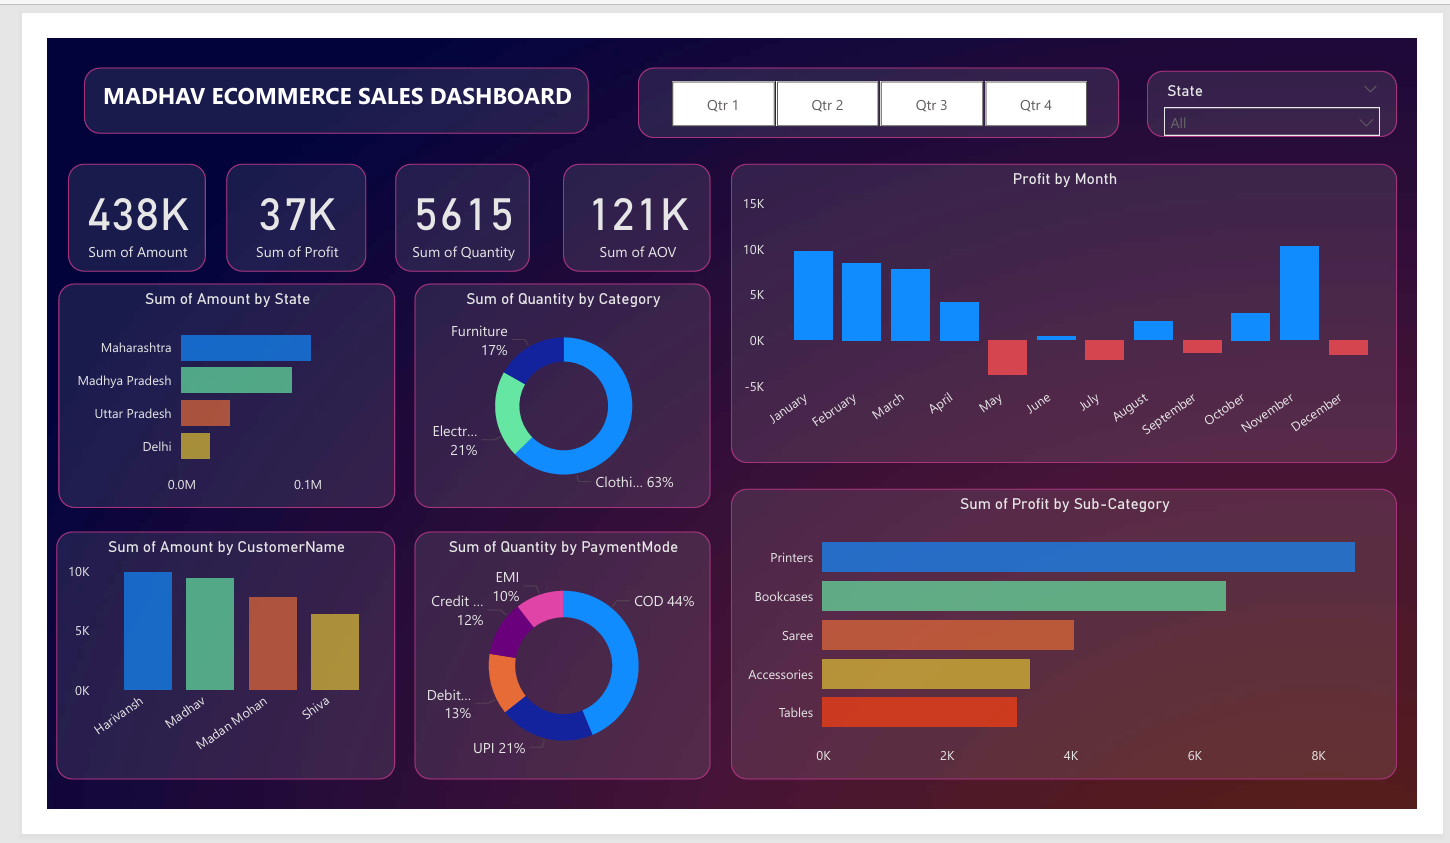 MADHAV ECOMMERCE SALES DASHBOARD
Qtr 1
Qtr 2
Qtr 3
Qtr 4
State
All
438K
Sum of Amount
37K
Sum of Profit
5615
Sum of Quantity
121K
Sum of AOV
Profit by Month
15K
10K
5K
0K
-5K
January
February
March
April
May
June
July
August
September
October
November
December
Sum of Amount by State
Maharashtra
Madhya Pradesh
Uttar Pradesh
Delhi
0.0M
0.1M
Sum of Quantity by Category
Furniture
17%
Electr...
21%
Clothi... 63%
Sum of Amount by CustomerName
10K
5K
0K
Harivansh
Madhav
Madan Mohan
Shiva
Sum of Quantity by PaymentMode
EMI
10%
Credit ...
12%
COD 44%
Debit...
13%
UPI 21%
Sum of Profit by Sub-Category
Printers
Bookcases
Saree
Accessories
Tables
0K
2K
4K
6K
8K